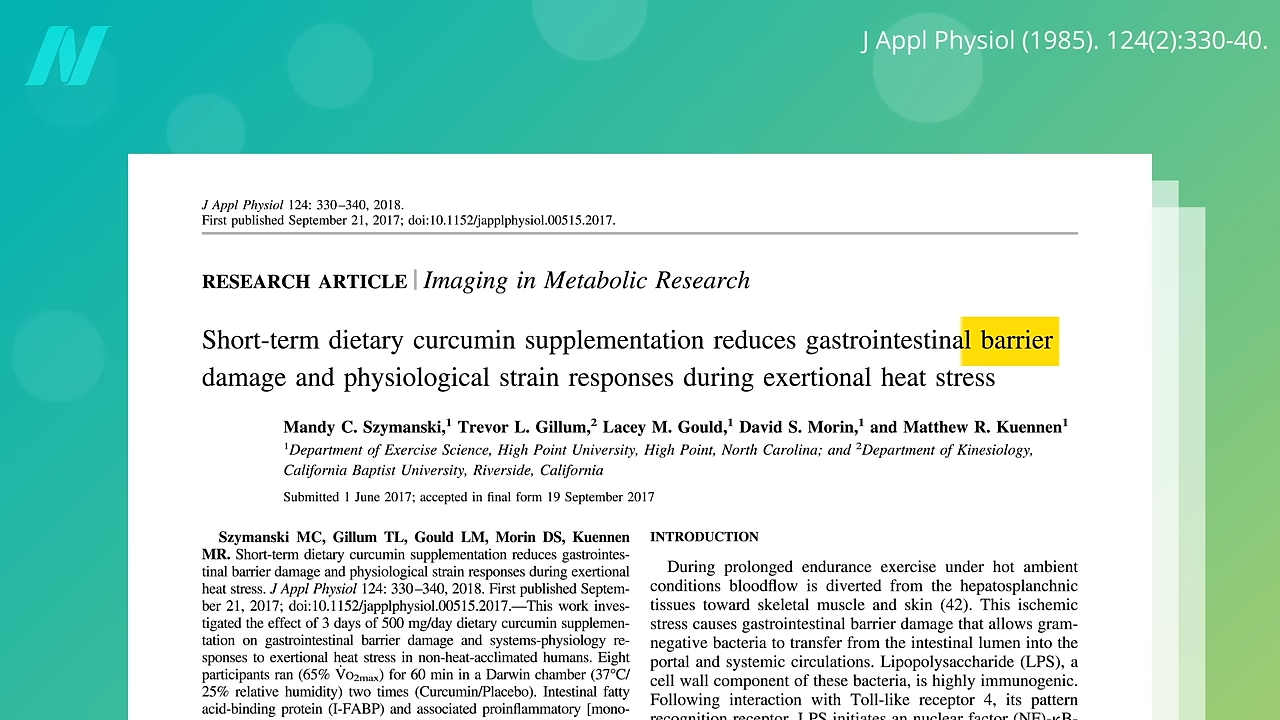 J Appl Physiol (1985). 124(2):330-40.
J Appl Physiol 124: 330–340, 2018.
First published September 21, 2017; doi:10.1152/japplphysiol.00515.2017.
RESEARCH ARTICLE | Imaging in Metabolic Research
Short-term dietary curcumin supplementation reduces gastrointestinal barrier
damage and physiological strain responses during exertional heat stress
Mandy C. Szymanski,1 Trevor L. Gillum,2 Lacey M. Gould,1 David S. Morin,1 and Matthew R. Kuennen1
1Department of Exercise Science, High Point University, High Point, North Carolina; and 2Department of Kinesiology,
California Baptist University, Riverside, California
Submitted 1 June 2017; accepted in final form 19 September 2017
Szymanski MC, Gillum TL, Gould LM, Morin DS, Kuennen
MR. Short-term dietary curcumin supplementation reduces gastrointes-
tinal barrier damage and physiological strain responses during exertional
heat stress. J Appl Physiol 124: 330–340, 2018. First published Septem-
ber 21, 2017; doi:10.1152/japplphysiol.00515.2017.—This work inves-
tigated the effect of 3 days of 500 mg/day dietary curcumin supplemen-
tation on gastrointestinal barrier damage and systems-physiology re-
sponses to exertional heat stress in non-heat-acclimated humans. Eight
participants ran (65% V̇o2max) for 60 min in a Darwin chamber (37°C/
25% relative humidity) two times (Curcumin/Placebo). Intestinal fatty
acid-binding protein (I-FABP) and associated proinflammatory [mono-
INTRODUCTION
During prolonged endurance exercise under hot ambient
conditions bloodflow is diverted from the hepatosplanchnic
tissues toward skeletal muscle and skin (42). This ischemic
stress causes gastrointestinal barrier damage that allows gram-
negative bacteria to transfer from the intestinal lumen into the
portal and systemic circulations. Lipopolysaccharide (LPS), a
cell wall component of these bacteria, is highly immunogenic.
Following interaction with Toll-like receptor 4, its pattern
recognition receptor, LPS initiates an nuclear factor (NF)-κB-